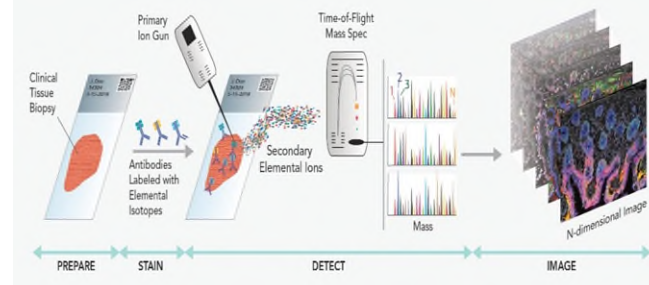 Primary
Ion Gun
Time-of-Flight
Mass Spec
Clinical
Tissue
Biopsy
Antibodies
Labeled with
Elemental
Isotopes
Secondary
Elemental Ions
1 2 3 N
Mass
N-dimensional Image
PREPARE
STAIN
DETECT
IMAGE